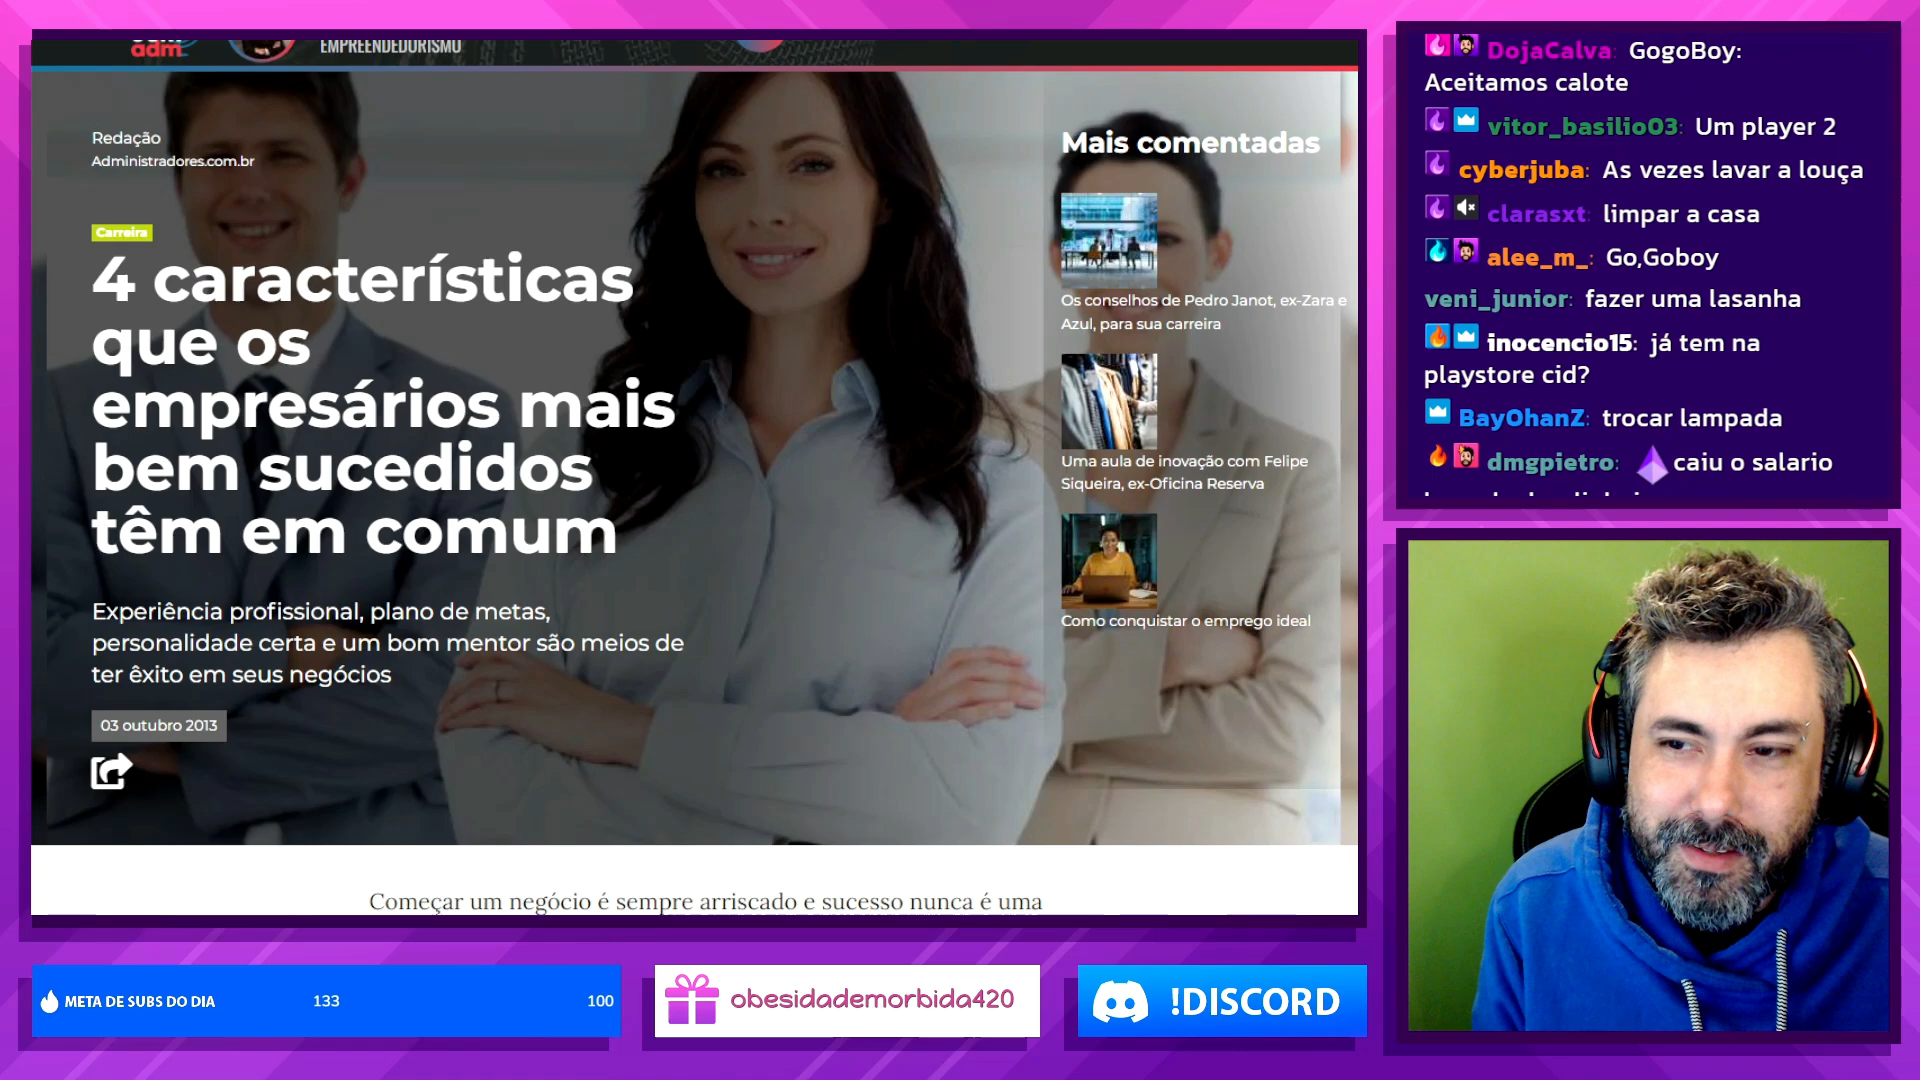 adm
EMPREENDEDORISMO
Redação
Administradores.com.br
Carreira
4 características
que os
empresários mais
bem sucedidos
têm em comum
Experiência profissional, plano de metas,
personalidade certa e um bom mentor são meios de
ter êxito em seus negócios
03 outubro 2013
Mais comentadas
Os conselhos de Pedro Janot, ex-Zara e
Azul, para sua carreira
Uma aula de inovação com Felipe
Siqueira, ex-Oficina Reserva
Como conquistar o emprego ideal
Começar um negócio é sempre arriscado e sucesso nunca é uma
DojaCalva: GogoBoy:
Aceitamos calote
vitor_basilio03: Um player 2
cyberjuba: As vezes lavar a louça
clarasxt: limpar a casa
alee_m_: Go,Goboy
veni_junior: fazer uma lasanha
inocencio15: já tem na
playstore cid?
BayOhanZ: trocar lampada
dmgpietro: caiu o salario
META DE SUBS DO DIA 133 100
obesidademorbida420
!DISCORD